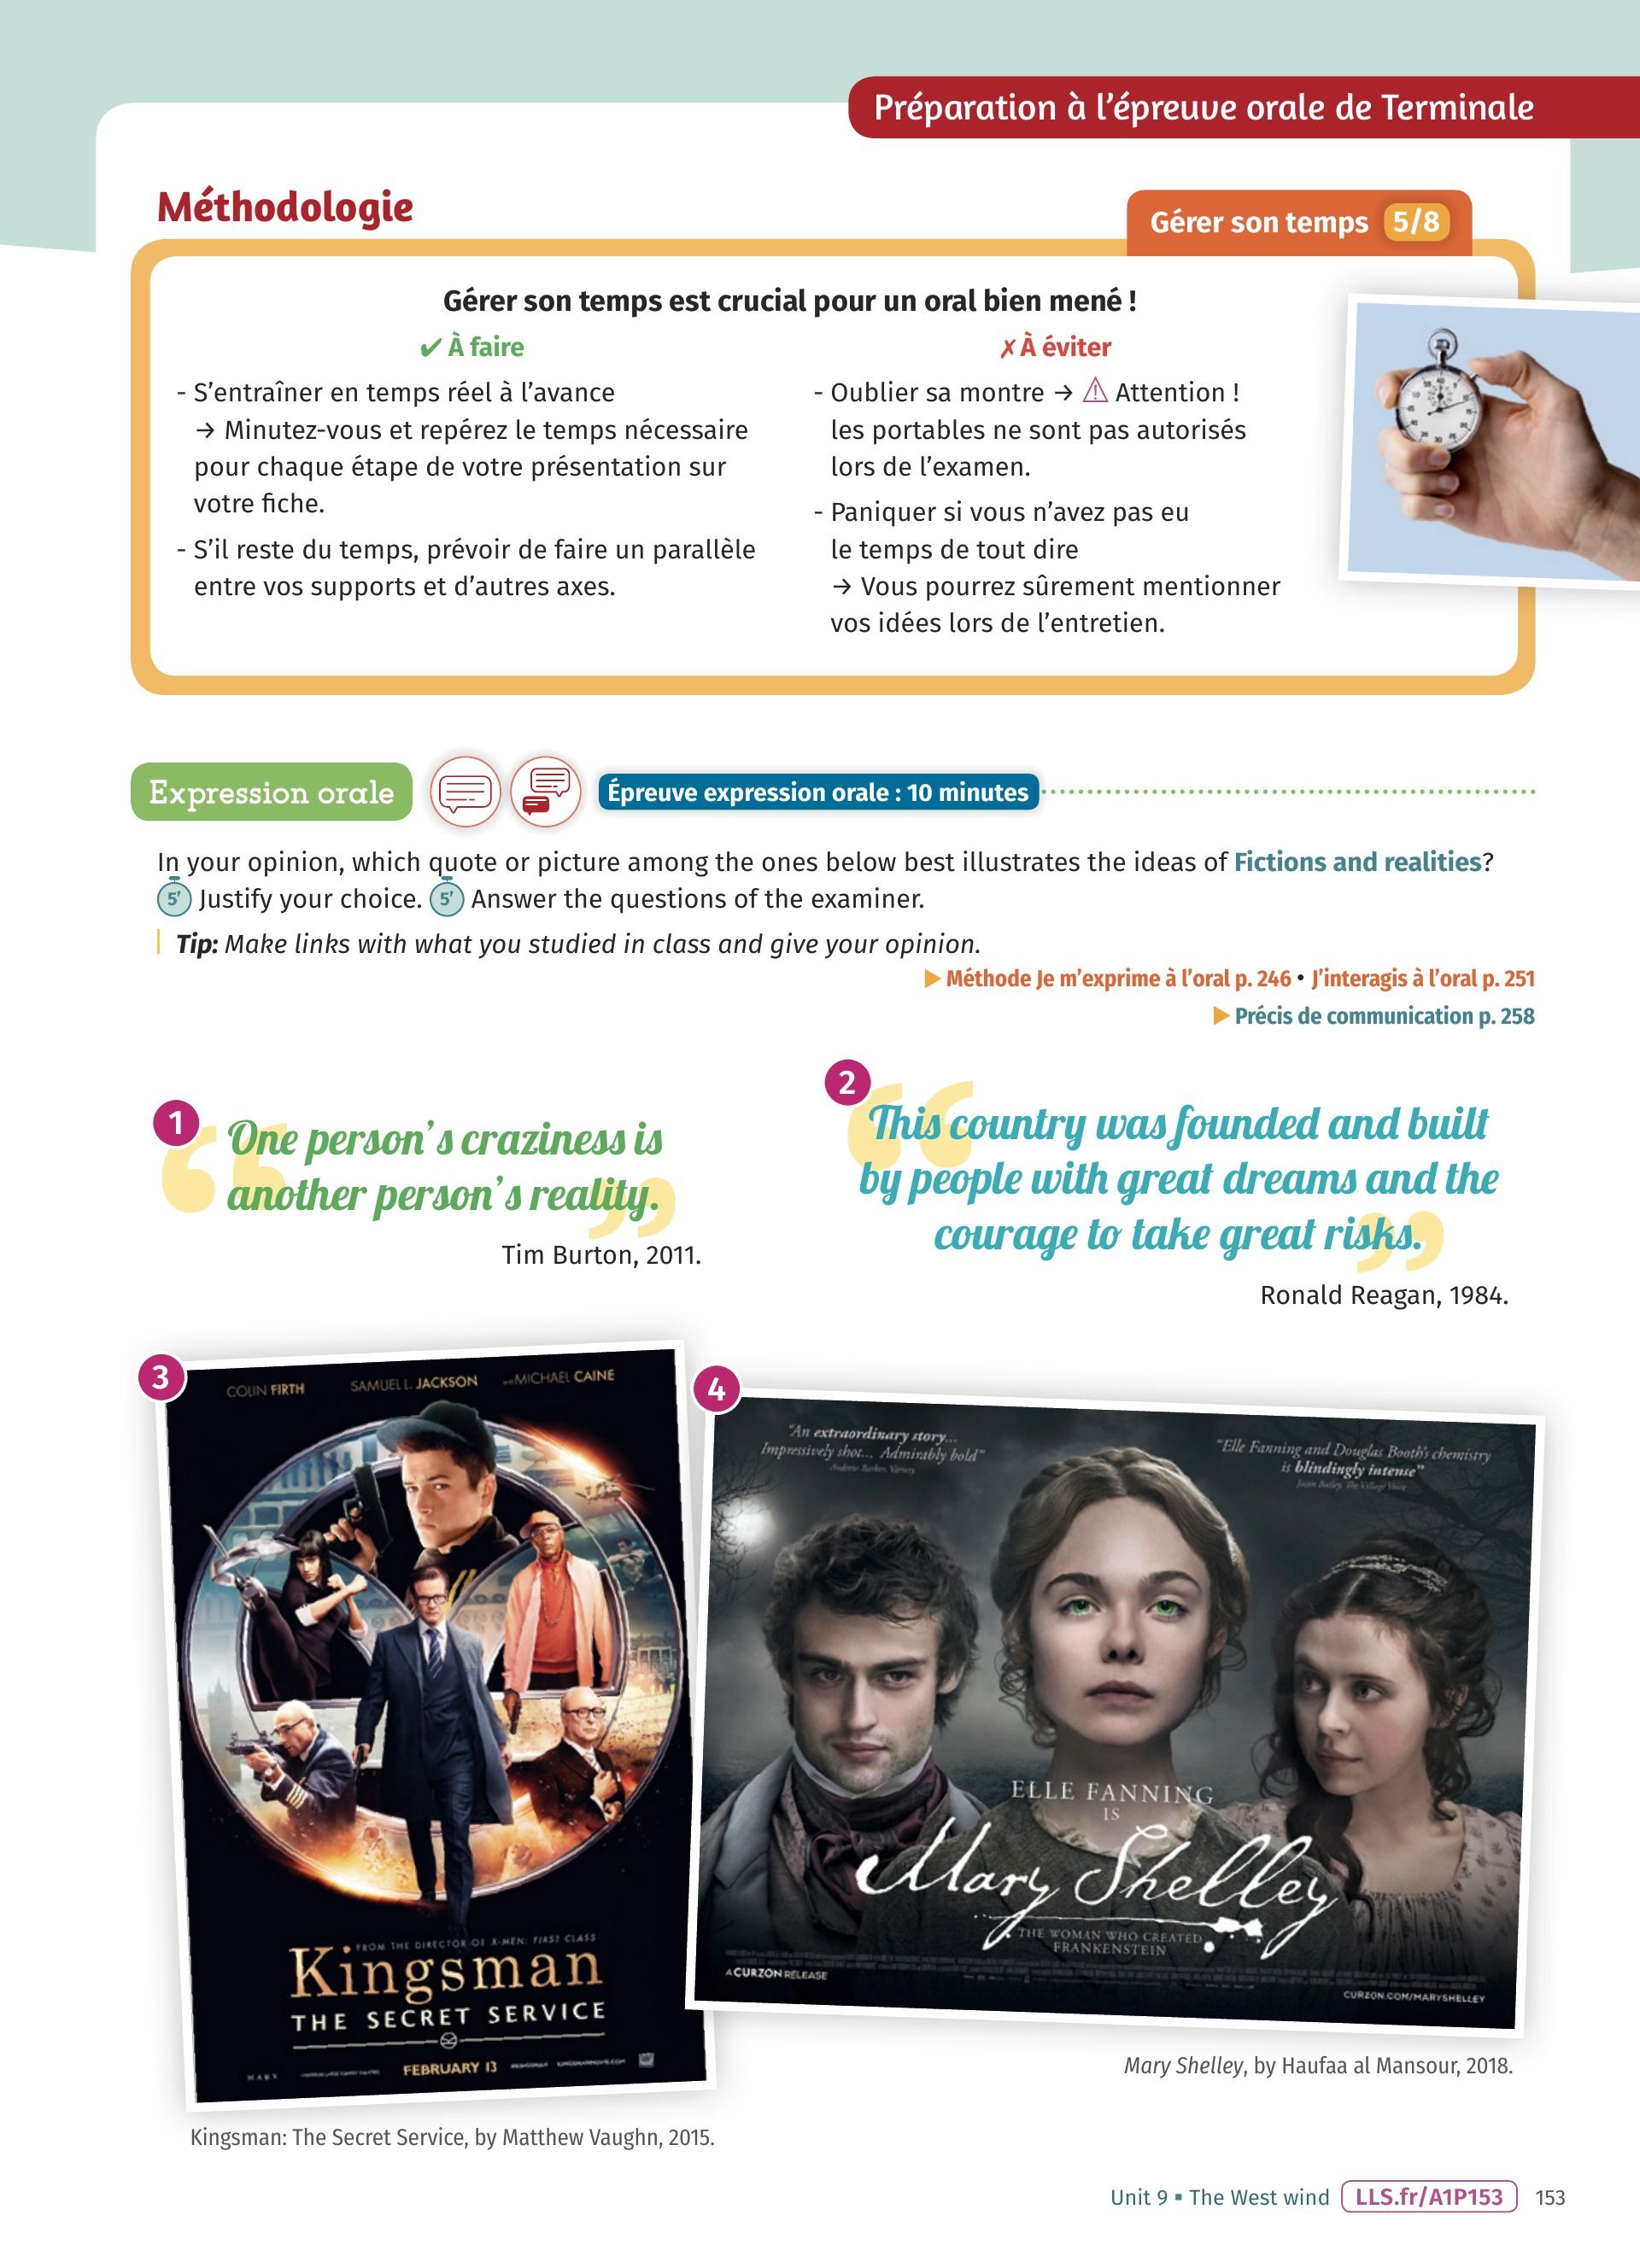 Préparation à l'épreuve orale de Terminale
Méthodologie
Gérer son temps 5/8
Gérer son temps est crucial pour un oral bien mené !
✔ À faire
- S'entraîner en temps réel à l'avance
→ Minutez-vous et repérez le temps nécessaire
pour chaque étape de votre présentation sur
votre fiche.
- S'il reste du temps, prévoir de faire un parallèle
entre vos supports et d'autres axes.
✗ À éviter
- Oublier sa montre → ⚠ Attention !
les portables ne sont pas autorisés
lors de l'examen.
- Paniquer si vous n'avez pas eu
le temps de tout dire
→ Vous pourrez sûrement mentionner
vos idées lors de l'entretien.
Expression orale
Épreuve expression orale : 10 minutes
In your opinion, which quote or picture among the ones below best illustrates the ideas of Fictions and realities?
5' Justify your choice. 5' Answer the questions of the examiner.
Tip: Make links with what you studied in class and give your opinion.
▶ Méthode Je m'exprime à l'oral p. 246 • J'interagis à l'oral p. 251
▶ Précis de communication p. 258
1
“One person's craziness is
another person's reality.”
Tim Burton, 2011.
2
“This country was founded and built
by people with great dreams and the
courage to take great risks.”
Ronald Reagan, 1984.
3
COLIN FIRTH SAMUEL L. JACKSON AND MICHAEL CAINE
FROM THE DIRECTOR OF X-MEN: FIRST CLASS
Kingsman
THE SECRET SERVICE
FEBRUARY 13
Kingsman: The Secret Service, by Matthew Vaughn, 2015.
4
"An extraordinary story...
Impressively shot... Admirably bold"
Andrew Barker, Variety
"Elle Fanning and Douglas Booth's chemistry
is blindingly intense"
Jason Bailey, The Village Voice
ELLE FANNING
IS
Mary Shelley
THE WOMAN WHO CREATED
FRANKENSTEIN
A CURZON RELEASE
CURZON.COM/MARYSHELLEY
Mary Shelley, by Haufaa al Mansour, 2018.
Unit 9 ▪ The West wind LLS.fr/A1P153 153